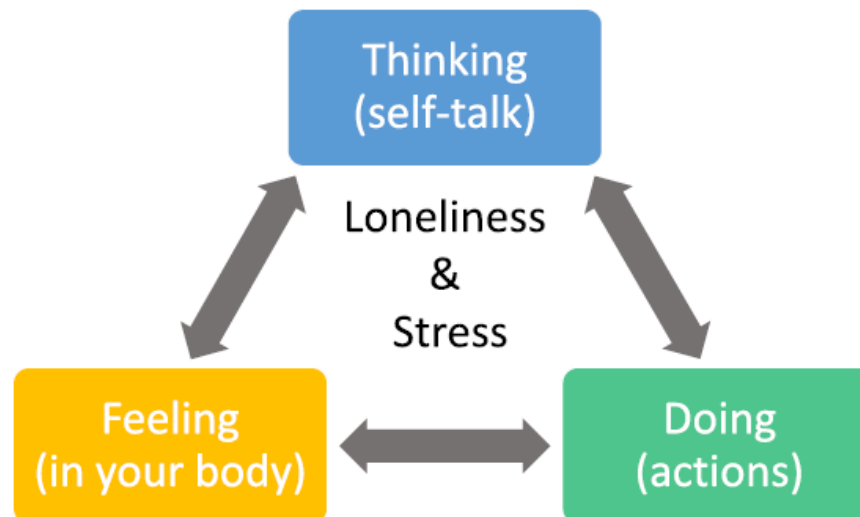 Thinking
(self-talk)
Loneliness
&
Stress
Feeling
(in your body)
Doing
(actions)